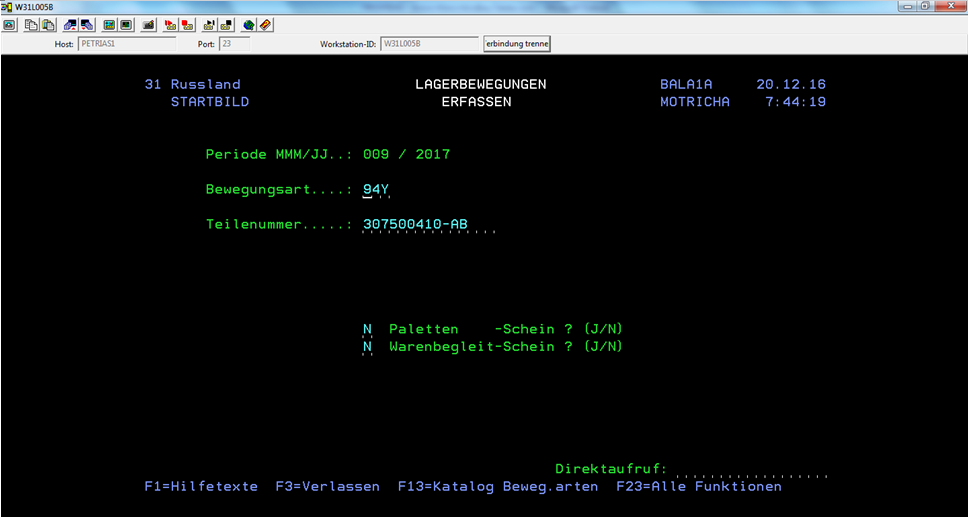 W31L005B
Host: PETRIAS1 Port: 23 Workstation-ID: W31L005B erbindung trenne
31 Russland LAGERBEWEGUNGEN BALA1A 20.12.16
STARTBILD ERFASSEN MOTRICHA 7:44:19
Periode MMM/JJ..: 009 / 2017
Bewegungsart....: 94Y
Teilenummer.....: 307500410-AB
N Paletten -Schein ? (J/N)
N Warenbegleit-Schein ? (J/N)
Direktaufruf:
F1=Hilfetexte F3=Verlassen F13=Katalog Beweg.arten F23=Alle Funktionen